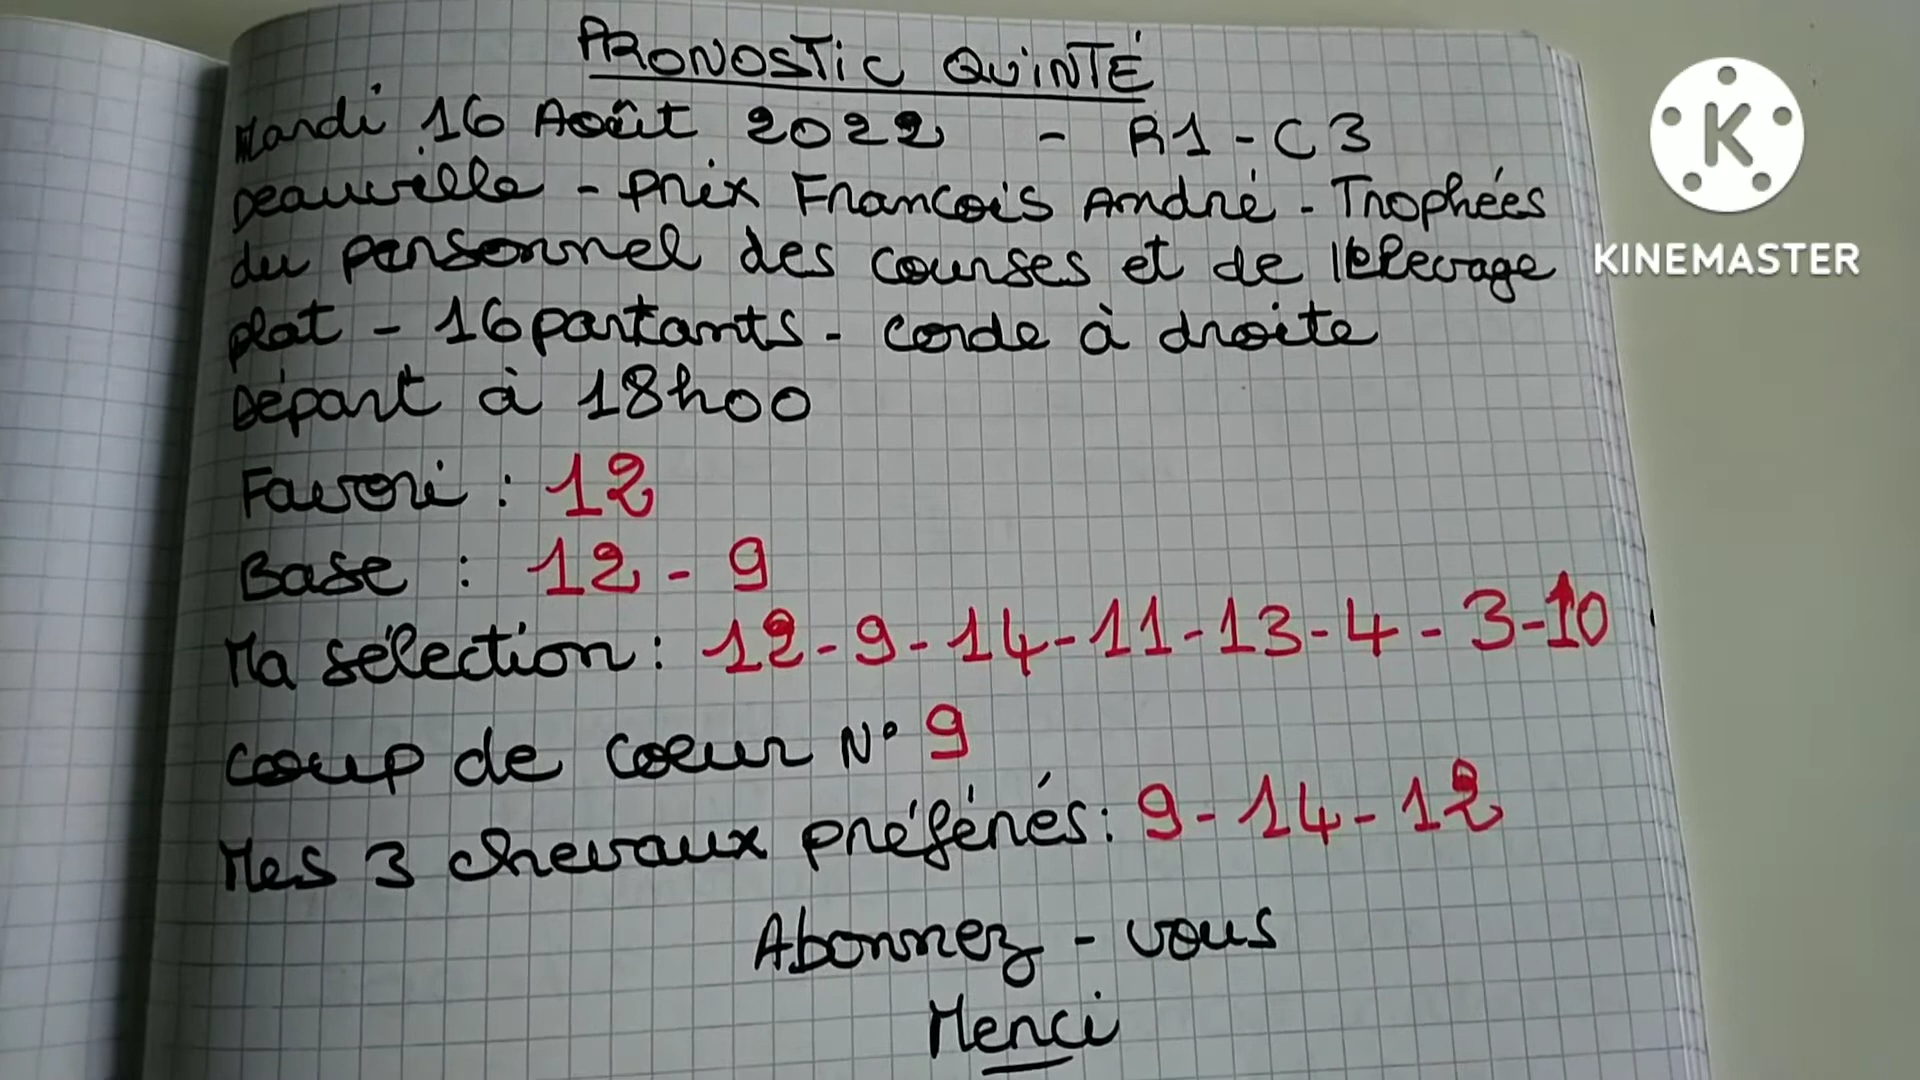 PRONOSTIC QUINTÉ
Mardi 16 Août 2022 - R1 - C3
Deauville - Prix Francois André - Trophées
du personnel des courses et de l'élevage
plat - 16 partants - corde à droite
Départ à 18h00
Favori : 12
Base : 12 - 9
Ma sélection : 12 - 9 - 14 - 11 - 13 - 4 - 3 - 10
Coup de coeur N° 9
Mes 3 chevaux préférés : 9 - 14 - 12
Abonnez - vous
Merci
K
KINEMASTER